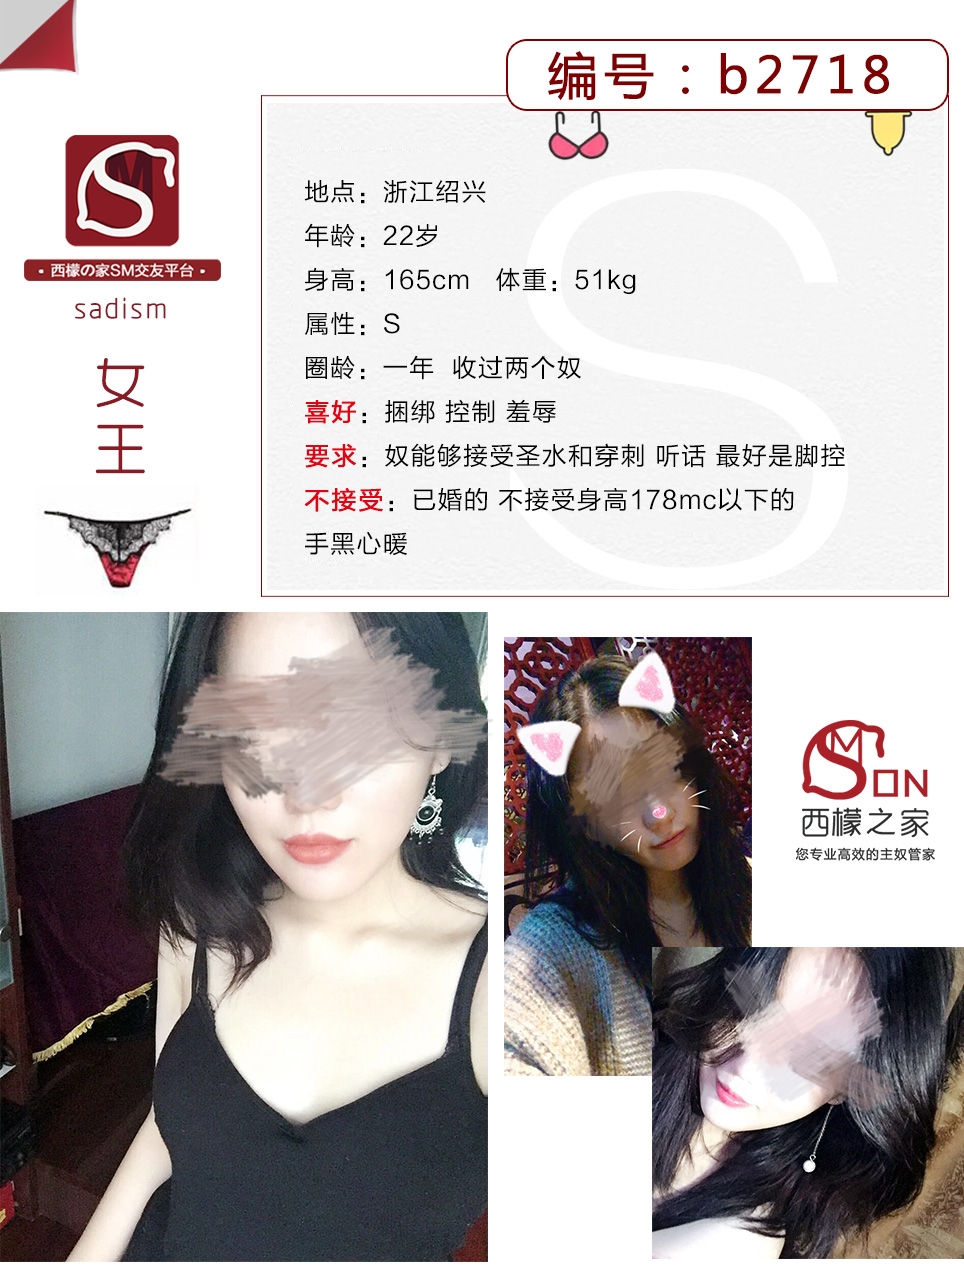 编号：b2718
SM
·西檬の家SM交友平台·
sadism
女
王
地点：浙江绍兴
年龄：22岁
身高：165cm 体重：51kg
属性：S
圈龄：一年 收过两个奴
喜好：捆绑 控制 羞辱
要求：奴能够接受圣水和穿刺 听话 最好是脚控
不接受：已婚的 不接受身高178mc以下的
手黑心暖
S
SMON
西檬之家
您专业高效的主奴管家